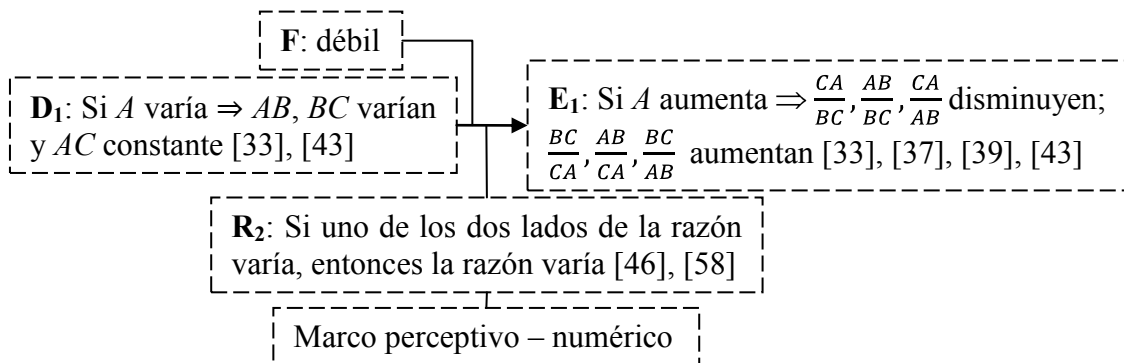 F: débil
D₁: Si A varía ⇒ AB, BC varían
y AC constante [33], [43]
E₁: Si A aumenta ⇒ CA/BC, AB/BC, CA/AB disminuyen;
BC/CA, AB/CA, BC/AB aumentan [33], [37], [39], [43]
R₂: Si uno de los dos lados de la razón
varía, entonces la razón varía [46], [58]
Marco perceptivo – numérico